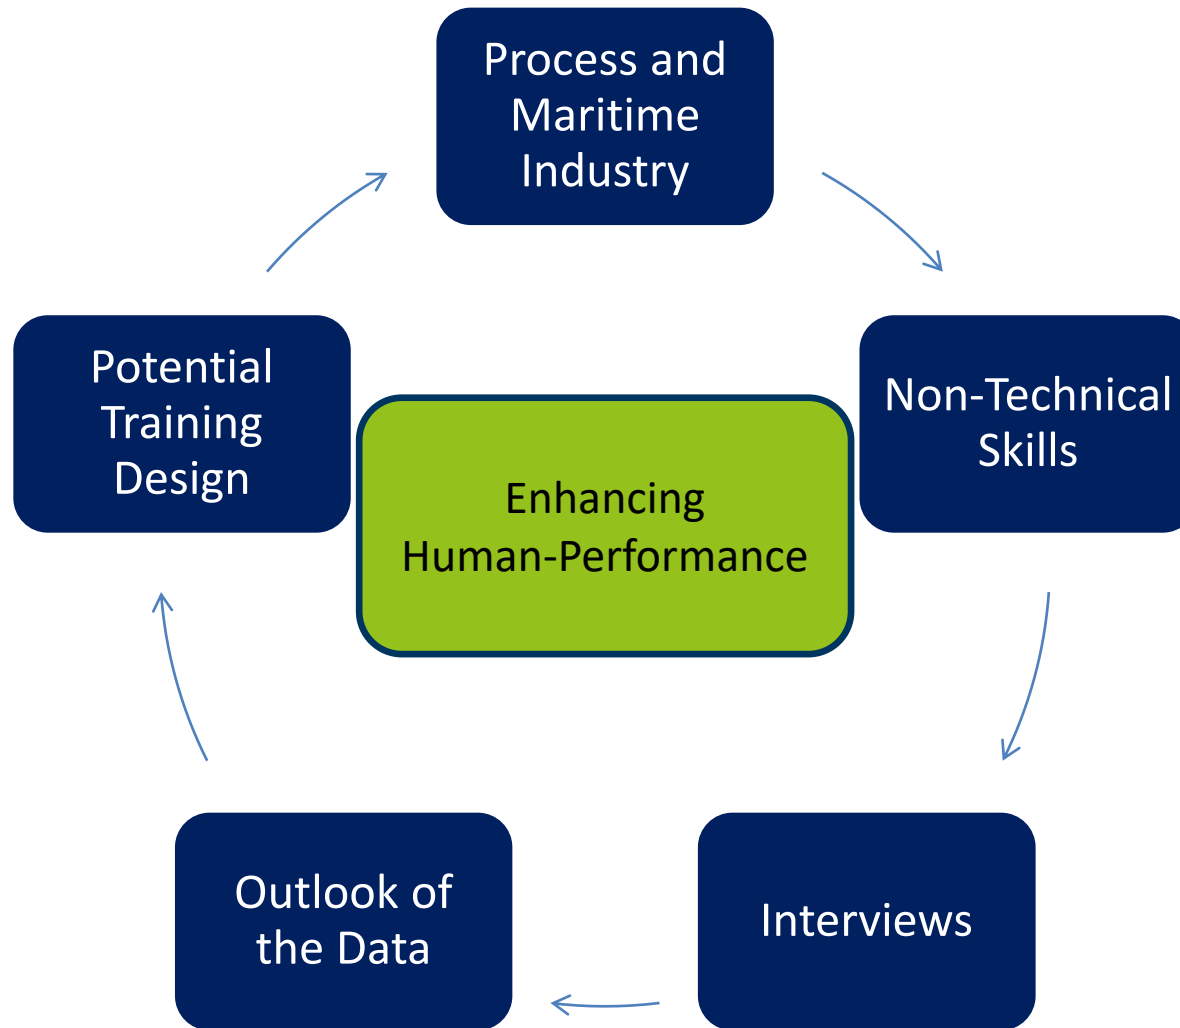 Process and
Maritime
Industry
Non-Technical
Skills
Interviews
Outlook of
the Data
Potential
Training
Design
Enhancing
Human-Performance